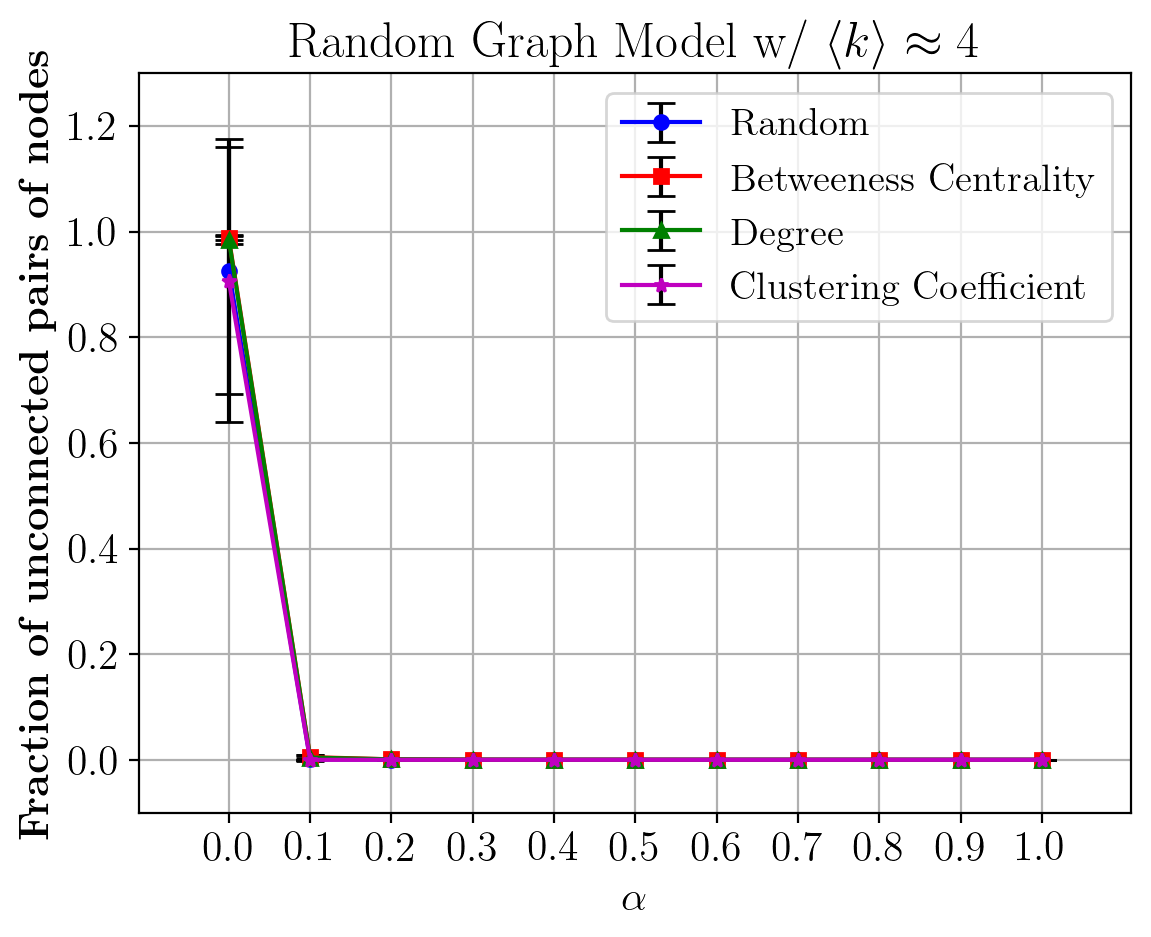 Random Graph Model w/ ⟨k⟩ ≈ 4
Fraction of unconnected pairs of nodes
1.2
1.0
0.8
0.6
0.4
0.2
0.0
Random
Betweeness Centrality
Degree
Clustering Coefficient
0.0 0.1 0.2 0.3 0.4 0.5 0.6 0.7 0.8 0.9 1.0
α